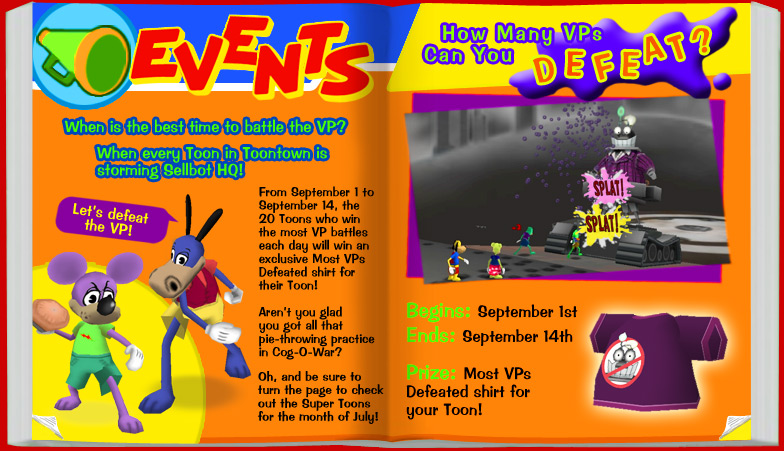 EVENTS
When is the best time to battle the VP?
When every Toon in Toontown is
storming Sellbot HQ!
Let's defeat
the VP!
From September 1 to
September 14, the
20 Toons who win
the most VP battles
each day will win an
exclusive Most VPs
Defeated shirt for
their Toon!
Aren't you glad
you got all that
pie-throwing practice
in Cog-O-War?
Oh, and be sure to
turn the page to check
out the Super Toons
for the month of July!
How Many VPs
Can You
DEFEAT?
SPLAT!
SPLAT!
Begins: September 1st
Ends: September 14th
Prize: Most VPs
Defeated shirt for
your Toon!